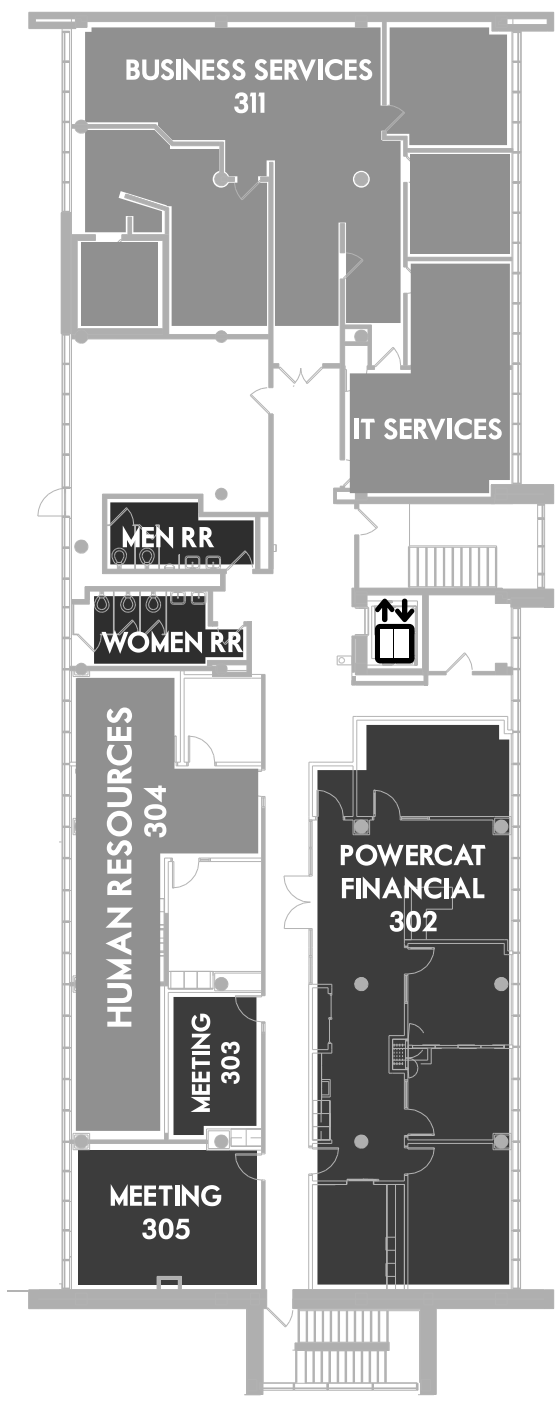 BUSINESS SERVICES
311
IT SERVICES
MEN RR
WOMEN RR
HUMAN RESOURCES
304
POWERCAT
FINANCIAL
302
MEETING
303
MEETING
305